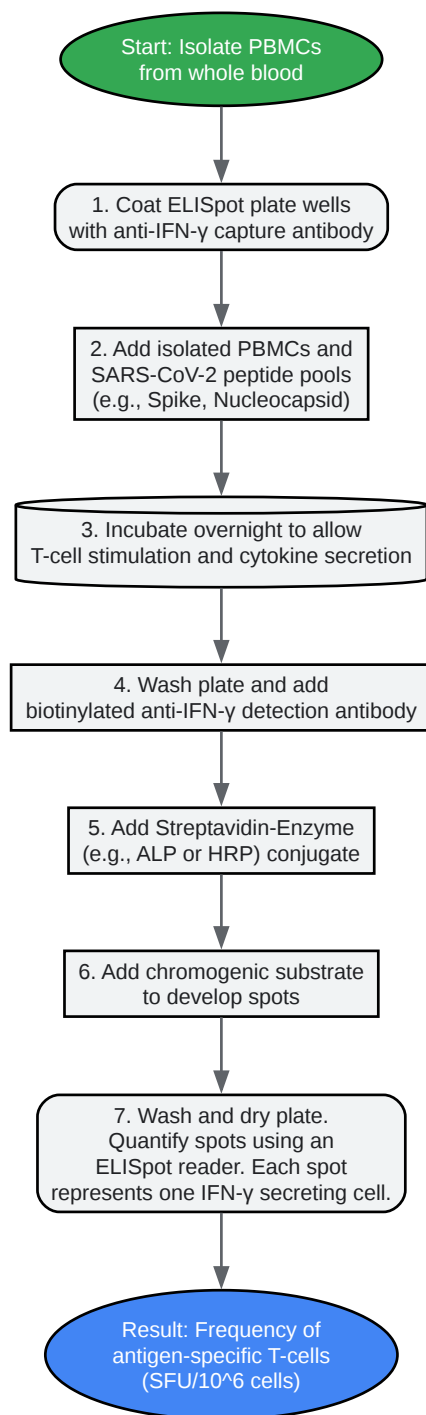 Start: Isolate PBMCs
from whole blood
1. Coat ELISpot plate wells
with anti-IFN-γ capture antibody
2. Add isolated PBMCs and
SARS-CoV-2 peptide pools
(e.g., Spike, Nucleocapsid)
3. Incubate overnight to allow
T-cell stimulation and cytokine secretion
4. Wash plate and add
biotinylated anti-IFN-γ detection antibody
5. Add Streptavidin-Enzyme
(e.g., ALP or HRP) conjugate
6. Add chromogenic substrate
to develop spots
7. Wash and dry plate.
Quantify spots using an
ELISpot reader. Each spot
represents one IFN-γ secreting cell.
Result: Frequency of
antigen-specific T-cells
(SFU/10^6 cells)